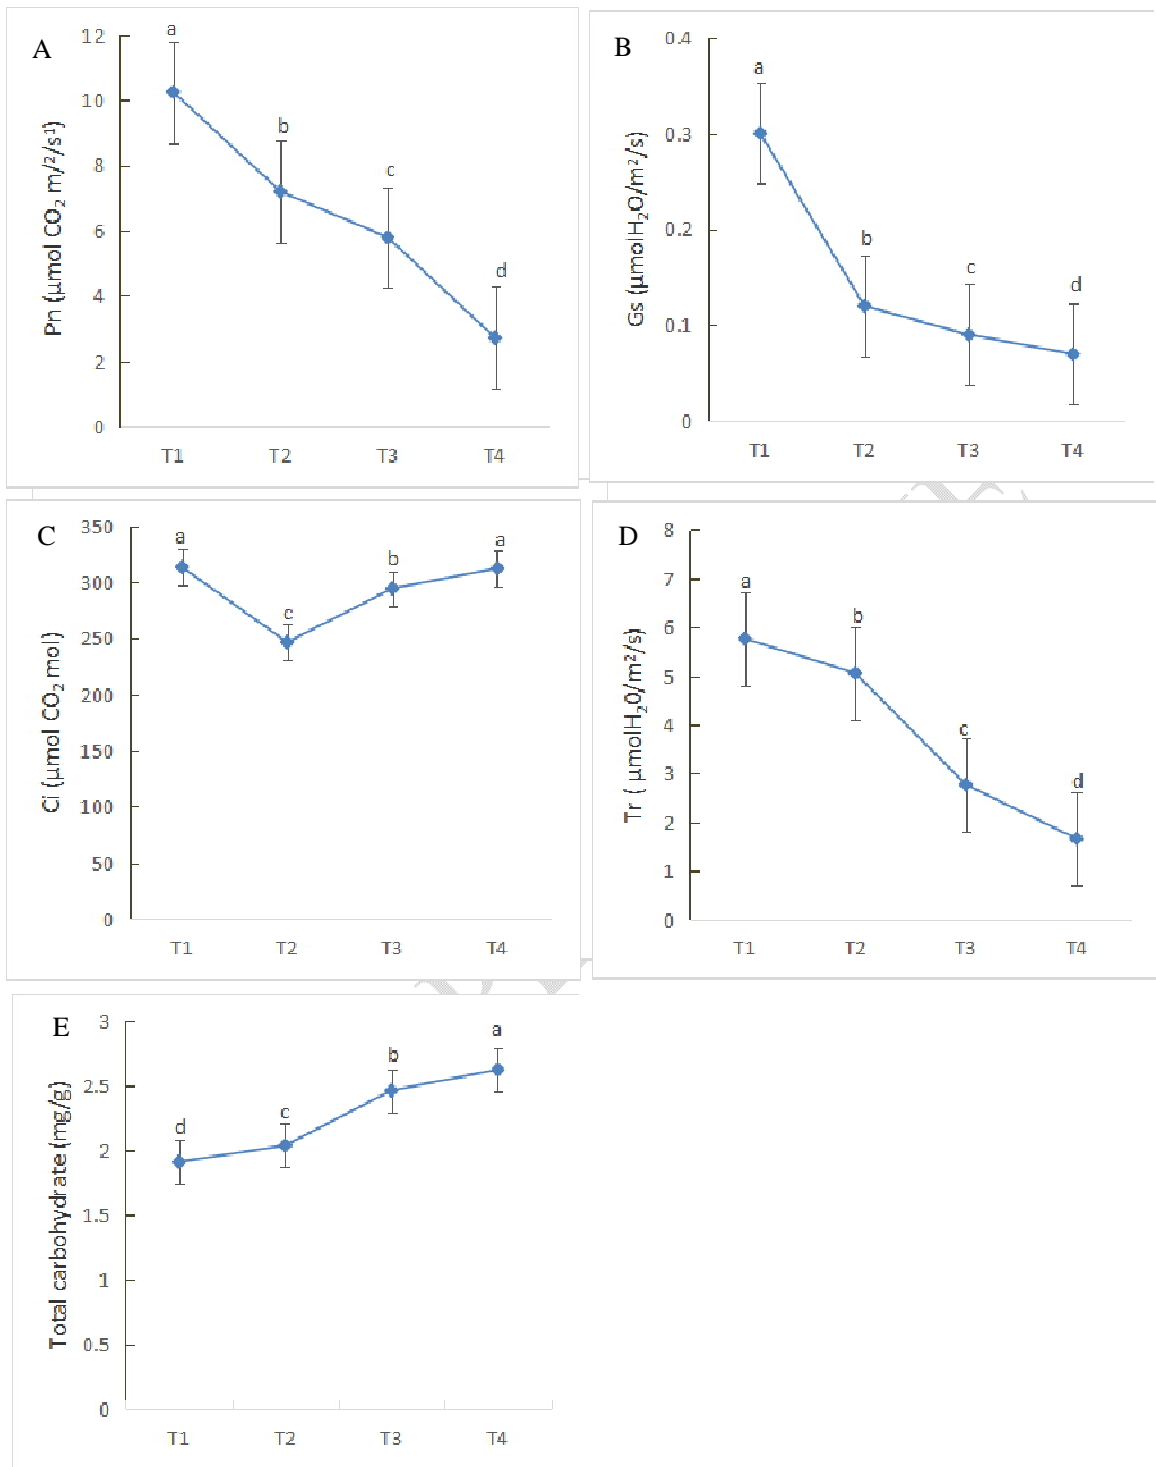 A
Pn (µmol CO₂ m/²/s¹)
12
10
8
6
4
2
0
a
b
c
d
T1 T2 T3 T4
B
Gs (µmolH₂O/m²/s)
0.4
0.3
0.2
0.1
0
a
b
c
d
T1 T2 T3 T4
C
Ci (µmol CO₂ mol)
350
300
250
200
150
100
50
0
a
c
b
a
T1 T2 T3 T4
D
Tr ( µmolH₂0/m²/s)
8
7
6
5
4
3
2
1
0
a
b
c
d
T1 T2 T3 T4
E
Total carbohydrate (mg/g)
3
2.5
2
1.5
1
0.5
0
d
c
b
a
T1 T2 T3 T4